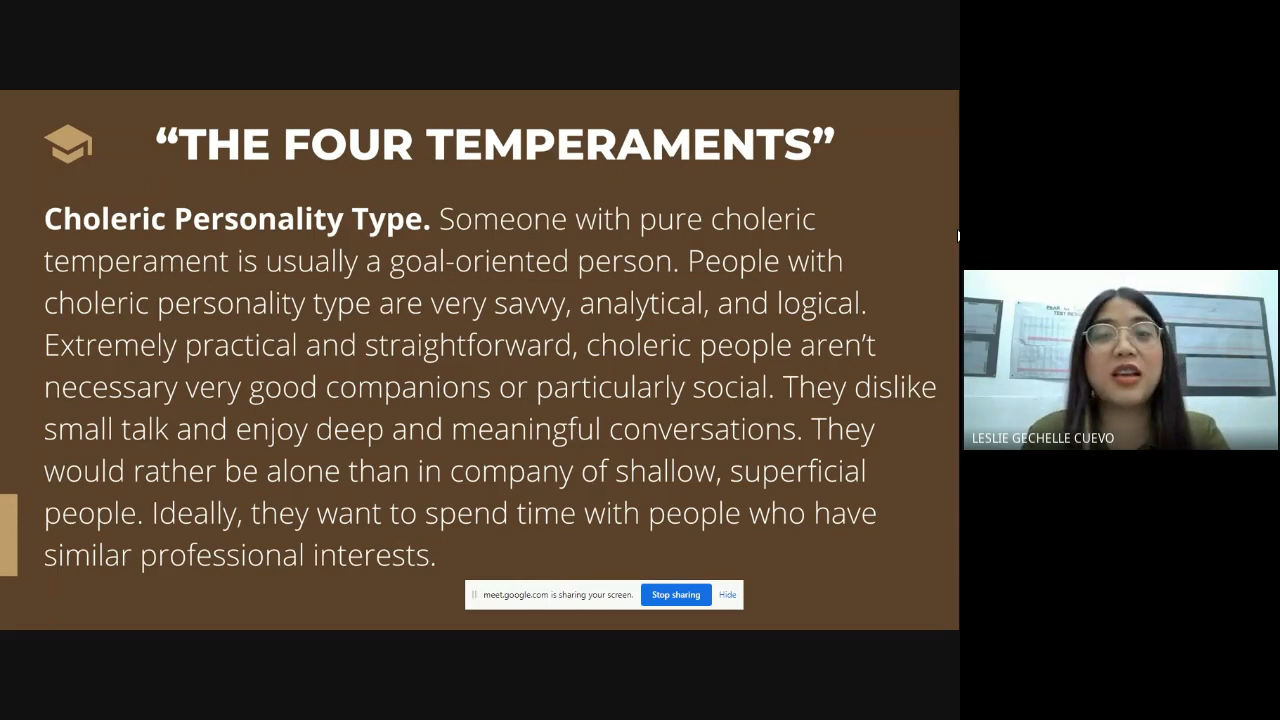 “THE FOUR TEMPERAMENTS”
Choleric Personality Type. Someone with pure choleric
temperament is usually a goal-oriented person. People with
choleric personality type are very savvy, analytical, and logical.
Extremely practical and straightforward, choleric people aren’t
necessary very good companions or particularly social. They dislike
small talk and enjoy deep and meaningful conversations. They
would rather be alone than in company of shallow, superficial
people. Ideally, they want to spend time with people who have
similar professional interests.
meet.google.com is sharing your screen. Stop sharing Hide
LESLIE GECHELLE CUEVO